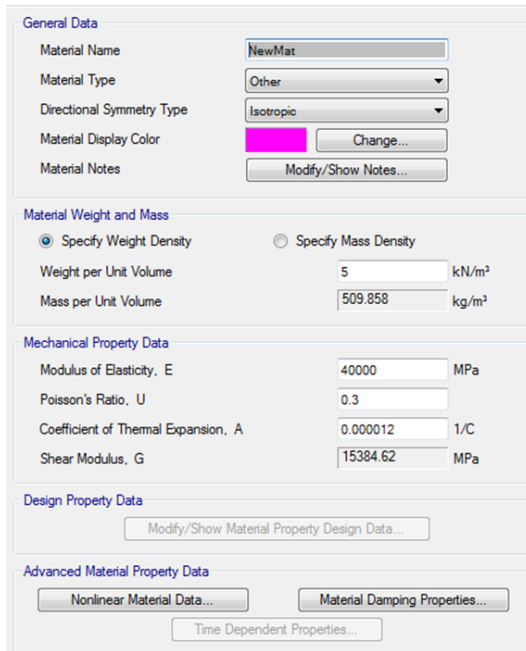 General Data
Material Name NewMat
Material Type Other
Directional Symmetry Type Isotropic
Material Display Color Change...
Material Notes Modify/Show Notes...
Material Weight and Mass
Specify Weight Density Specify Mass Density
Weight per Unit Volume 5 kN/m³
Mass per Unit Volume 509.858 kg/m³
Mechanical Property Data
Modulus of Elasticity, E 40000 MPa
Poisson's Ratio, U 0.3
Coefficient of Thermal Expansion, A 0.000012 1/C
Shear Modulus, G 15384.62 MPa
Design Property Data
Modify/Show Material Property Design Data...
Advanced Material Property Data
Nonlinear Material Data... Material Damping Properties...
Time Dependent Properties...